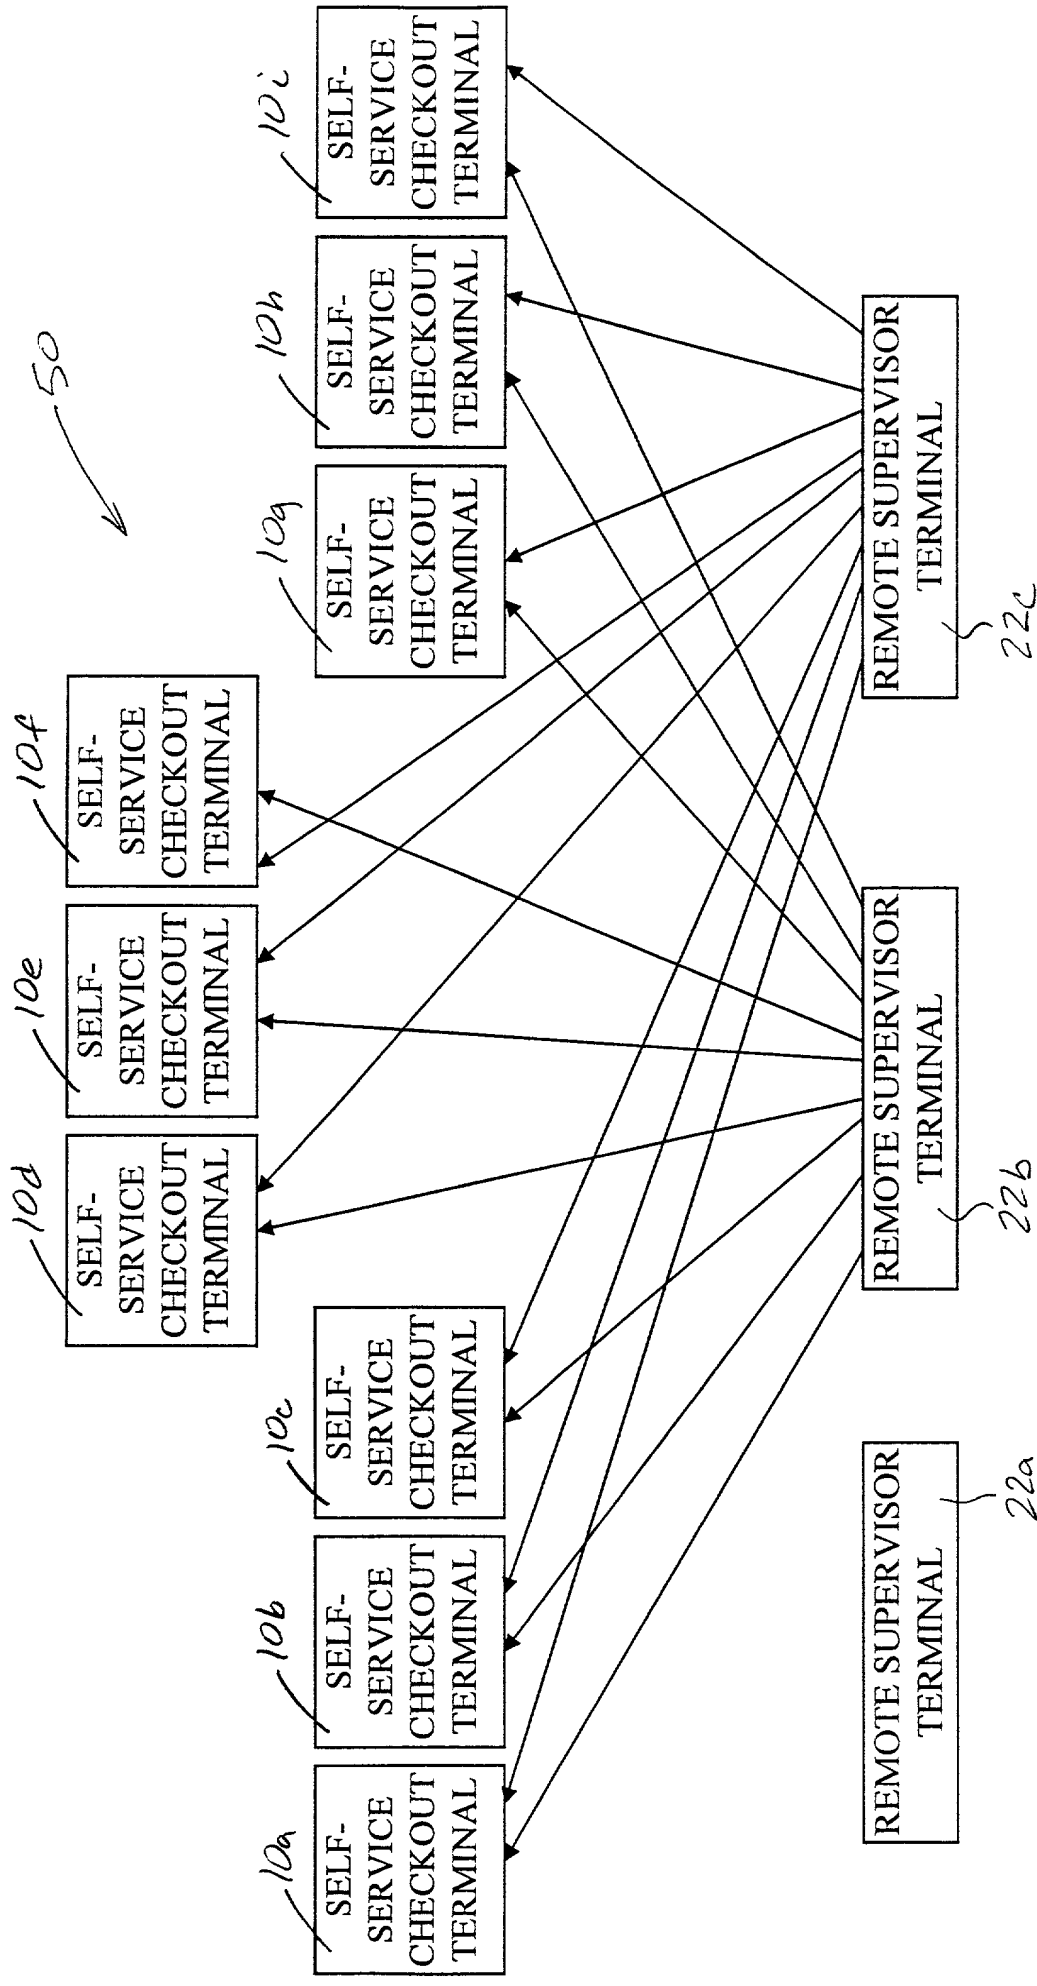 50
10a
SELF-
SERVICE
CHECKOUT
TERMINAL
10b
SELF-
SERVICE
CHECKOUT
TERMINAL
10c
SELF-
SERVICE
CHECKOUT
TERMINAL
10d
SELF-
SERVICE
CHECKOUT
TERMINAL
10e
SELF-
SERVICE
CHECKOUT
TERMINAL
10f
SELF-
SERVICE
CHECKOUT
TERMINAL
10g
SELF-
SERVICE
CHECKOUT
TERMINAL
10h
SELF-
SERVICE
CHECKOUT
TERMINAL
10i
SELF-
SERVICE
CHECKOUT
TERMINAL
REMOTE SUPERVISOR
TERMINAL
22a
REMOTE SUPERVISOR
TERMINAL
22b
REMOTE SUPERVISOR
TERMINAL
22c